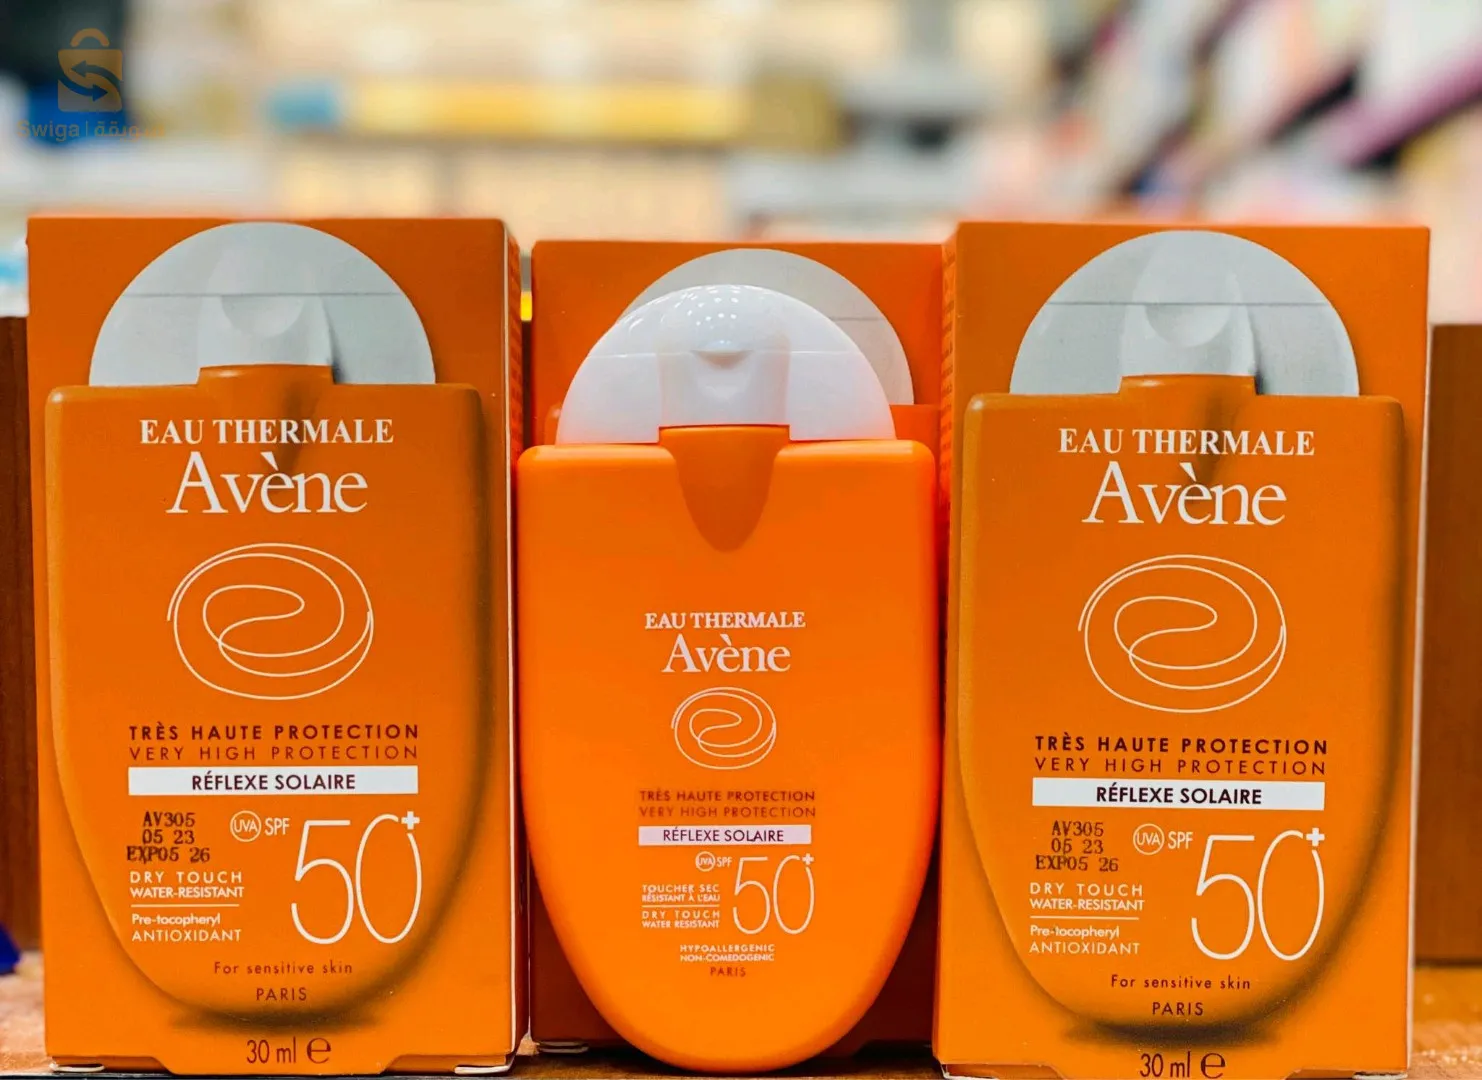 Swiga | سويقة
EAU THERMALE
Avène
TRÈS HAUTE PROTECTION
VERY HIGH PROTECTION
RÉFLEXE SOLAIRE
AV305
05 23
EXP05 26
UVA SPF 50+
DRY TOUCH
WATER-RESISTANT
Pre-tocopheryl
ANTIOXIDANT
For sensitive skin
PARIS
30 ml e
EAU THERMALE
Avène
TRÈS HAUTE PROTECTION
VERY HIGH PROTECTION
RÉFLEXE SOLAIRE
UVA SPF 50+
TOUCHER SEC
RÉSISTANT À L'EAU
DRY TOUCH
WATER RESISTANT
HYPOALLERGENIC
NON-COMEDOGENIC
PARIS
EAU THERMALE
Avène
TRÈS HAUTE PROTECTION
VERY HIGH PROTECTION
RÉFLEXE SOLAIRE
AV305
05 23
EXP05 26
UVA SPF 50+
DRY TOUCH
WATER-RESISTANT
Pre-tocopheryl
ANTIOXIDANT
For sensitive skin
PARIS
30 ml e